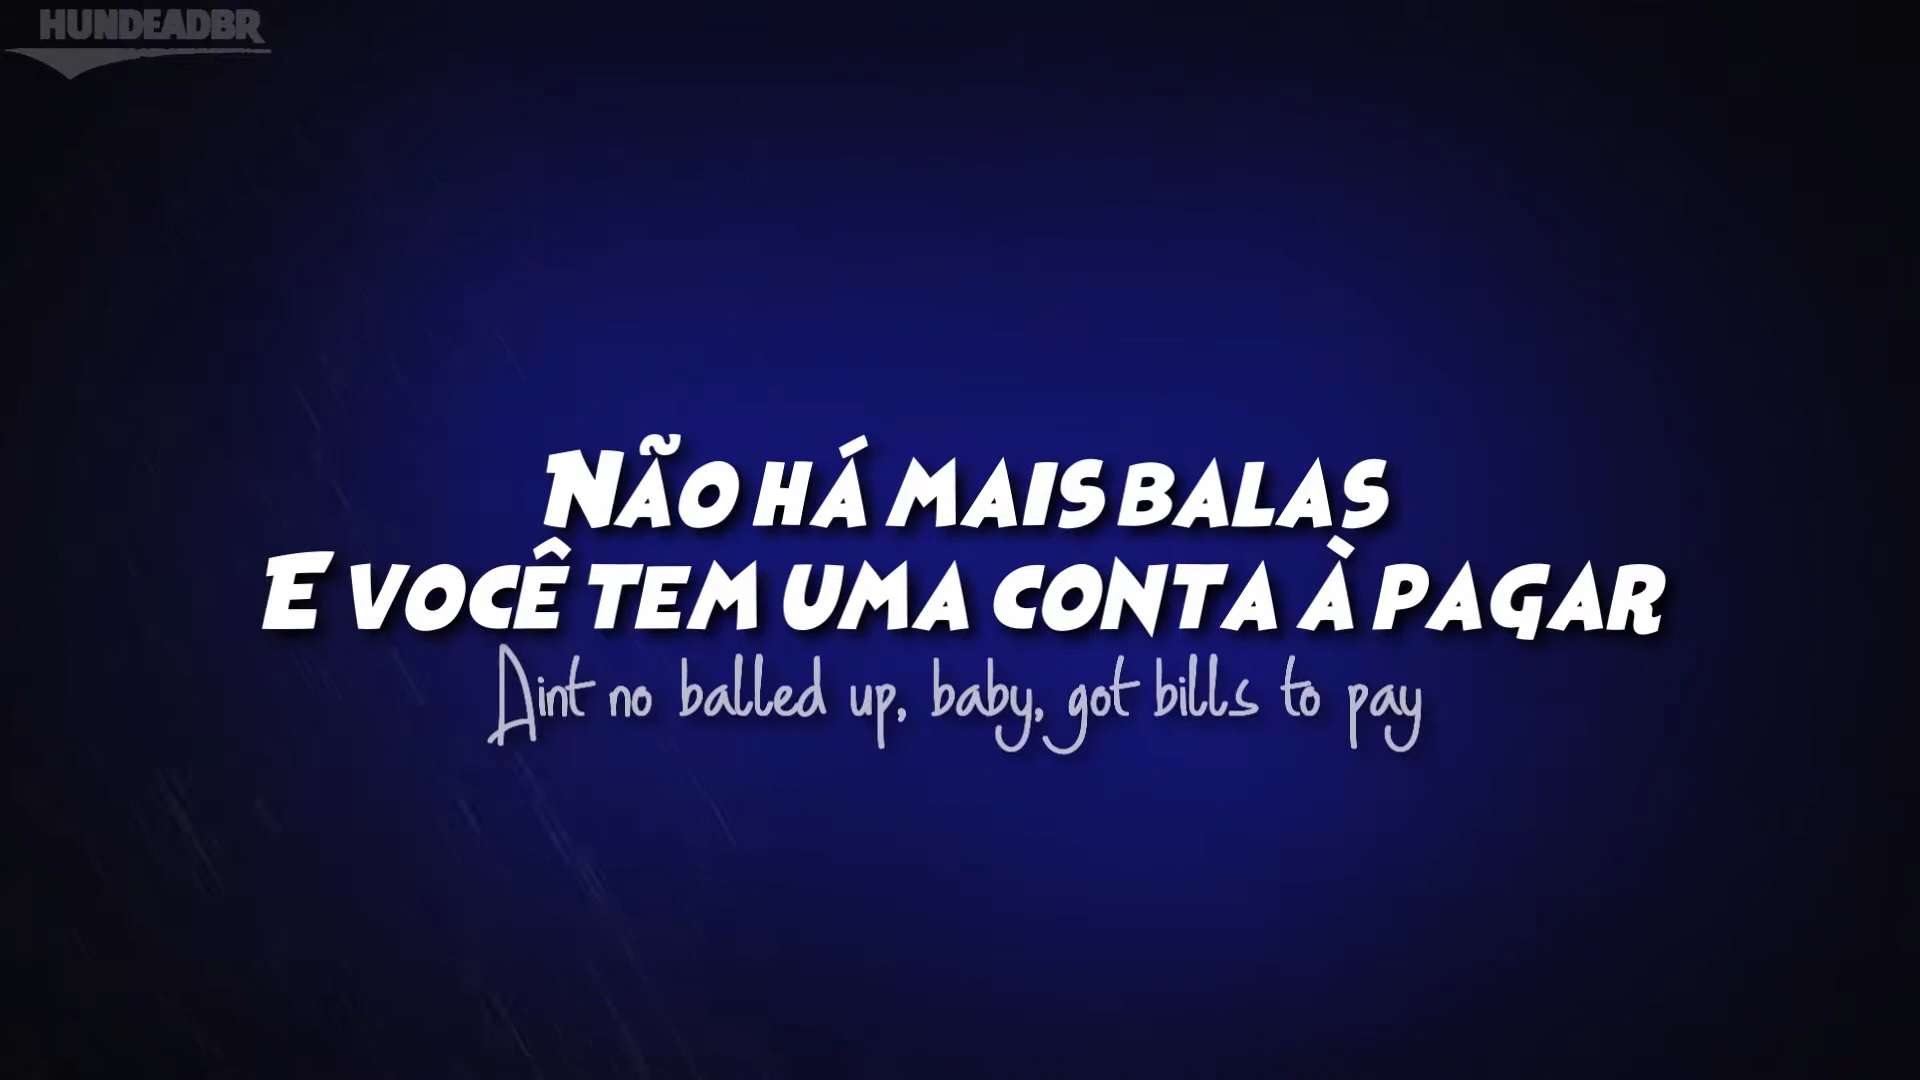 HUNDEADBR
NÃO HÁ MAIS BALAS
E VOCÊ TEM UMA CONTA À PAGAR
Aint no balled up, baby, got bills to pay